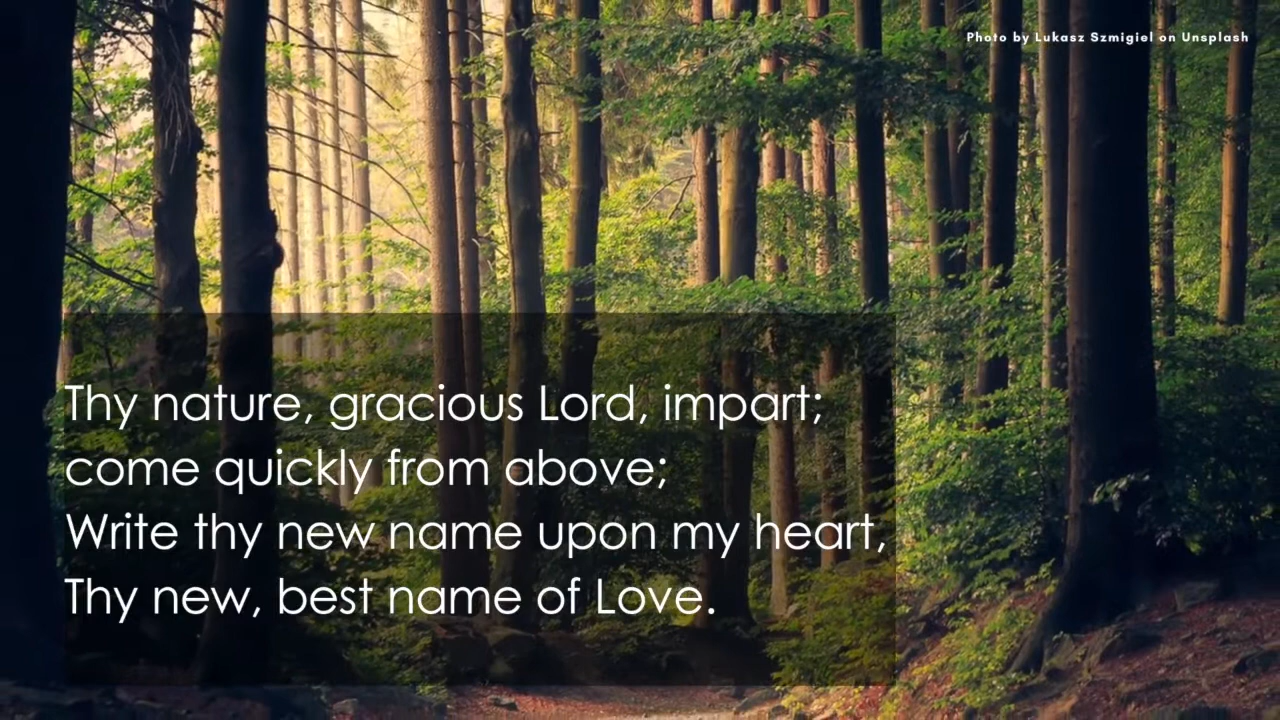 Photo by Lukasz Szmigiel on Unsplash
Thy nature, gracious Lord, impart;
come quickly from above;
Write thy new name upon my heart,
Thy new, best name of Love.